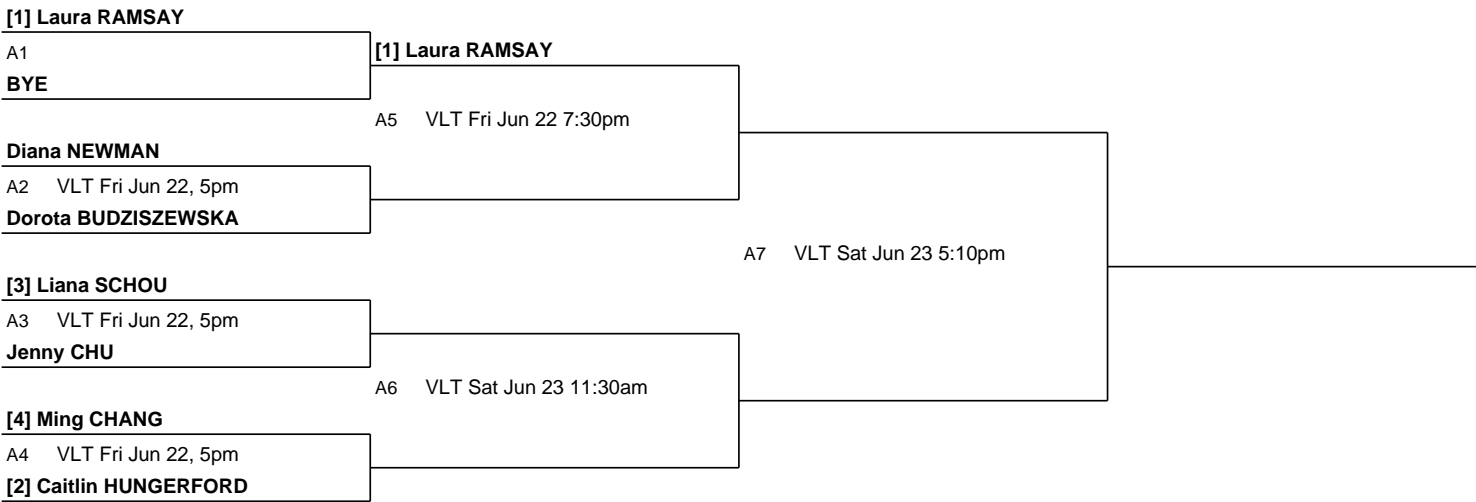 [1] Laura RAMSAY
A1
BYE
[1] Laura RAMSAY
A5 VLT Fri Jun 22 7:30pm
Diana NEWMAN
A2 VLT Fri Jun 22, 5pm
Dorota BUDZISZEWSKA
A7 VLT Sat Jun 23 5:10pm
[3] Liana SCHOU
A3 VLT Fri Jun 22, 5pm
Jenny CHU
A6 VLT Sat Jun 23 11:30am
[4] Ming CHANG
A4 VLT Fri Jun 22, 5pm
[2] Caitlin HUNGERFORD